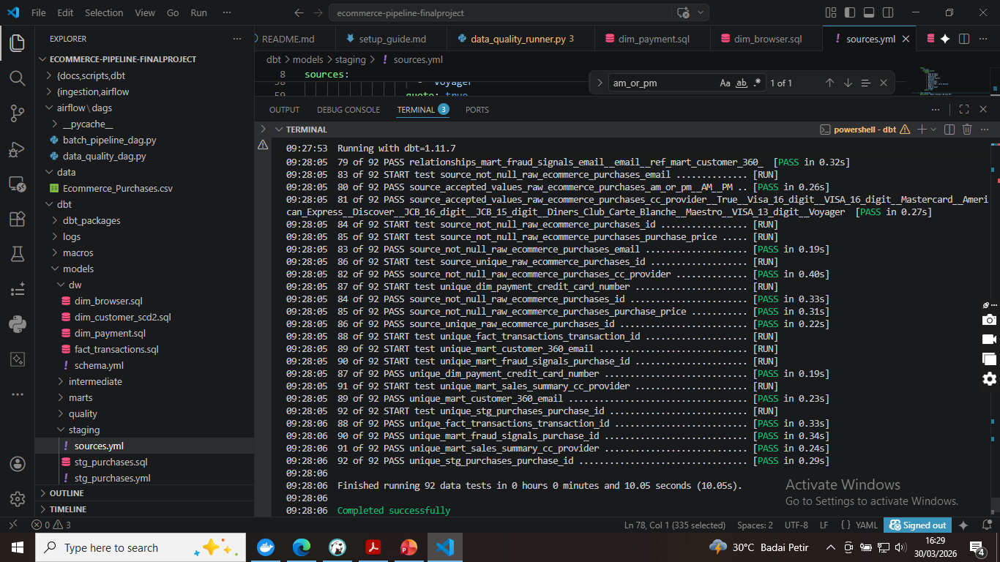 File Edit Selection View Go Run ···
ecommerce-pipeline-finalproject
EXPLORER ···
ECOMMERCE-PIPELINE-FINALPROJECT
{docs,scripts,dbt
{ingestion,airflow
airflow \ dags
__pycache__
batch_pipeline_dag.py
data_quality_dag.py
data
Ecommerce_Purchases.csv
dbt
dbt_packages
logs
macros
models
dw
dim_browser.sql
dim_customer_scd2.sql
dim_payment.sql
fact_transactions.sql
schema.yml
intermediate
marts
quality
staging
sources.yml
stg_purchases.sql
stg_purchases.yml
OUTLINE
TIMELINE
README.md setup_guide.md data_quality_runner.py 3 dim_payment.sql dim_browser.sql sources.yml
dbt > models > staging > sources.yml
8 sources:
am_or_pm Aa ab .* 1 of 1
58 - Voyager
59 quote: true
OUTPUT DEBUG CONSOLE TERMINAL 3 PORTS
TERMINAL powershell - dbt
09:27:53 Running with dbt=1.11.7
09:28:05 79 of 92 PASS relationships_mart_fraud_signals_email__email__ref_mart_customer_360_ [PASS in 0.32s]
09:28:05 83 of 92 START test source_not_null_raw_ecommerce_purchases_email .............. [RUN]
09:28:05 80 of 92 PASS source_accepted_values_raw_ecommerce_purchases_am_or_pm__AM__PM .. [PASS in 0.26s]
09:28:05 81 of 92 PASS source_accepted_values_raw_ecommerce_purchases_cc_provider__True__Visa_16_digit__VISA_16_digit__Mastercard__Ameri
can_Express__Discover__JCB_16_digit__JCB_15_digit__Diners_Club_Carte_Blanche__Maestro__VISA_13_digit__Voyager [PASS in 0.27s]
09:28:05 84 of 92 START test source_not_null_raw_ecommerce_purchases_id ................. [RUN]
09:28:05 85 of 92 START test source_not_null_raw_ecommerce_purchases_purchase_price ..... [RUN]
09:28:05 83 of 92 PASS source_not_null_raw_ecommerce_purchases_email .................... [PASS in 0.19s]
09:28:05 86 of 92 START test source_unique_raw_ecommerce_purchases_id ................... [RUN]
09:28:05 82 of 92 PASS source_not_null_raw_ecommerce_purchases_cc_provider .............. [PASS in 0.40s]
09:28:05 87 of 92 START test unique_dim_payment_credit_card_number ...................... [RUN]
09:28:05 84 of 92 PASS source_not_null_raw_ecommerce_purchases_id ....................... [PASS in 0.33s]
09:28:05 85 of 92 PASS source_not_null_raw_ecommerce_purchases_purchase_price ........... [PASS in 0.31s]
09:28:05 86 of 92 PASS source_unique_raw_ecommerce_purchases_id ......................... [PASS in 0.22s]
09:28:05 88 of 92 START test unique_fact_transactions_transaction_id .................... [RUN]
09:28:05 89 of 92 START test unique_mart_customer_360_email ............................. [RUN]
09:28:05 90 of 92 START test unique_mart_fraud_signals_purchase_id ...................... [RUN]
09:28:05 87 of 92 PASS unique_dim_payment_credit_card_number ............................ [PASS in 0.19s]
09:28:05 91 of 92 START test unique_mart_sales_summary_cc_provider ...................... [RUN]
09:28:05 89 of 92 PASS unique_mart_customer_360_email ................................... [PASS in 0.23s]
09:28:05 92 of 92 START test unique_stg_purchases_purchase_id ........................... [RUN]
09:28:06 88 of 92 PASS unique_fact_transactions_transaction_id .......................... [PASS in 0.33s]
09:28:06 90 of 92 PASS unique_mart_fraud_signals_purchase_id ............................ [PASS in 0.34s]
09:28:06 91 of 92 PASS unique_mart_sales_summary_cc_provider ............................ [PASS in 0.24s]
09:28:06 92 of 92 PASS unique_stg_purchases_purchase_id ................................. [PASS in 0.29s]
09:28:06
09:28:06 Finished running 92 data tests in 0 hours 0 minutes and 10.05 seconds (10.05s).
09:28:06
09:28:06 Completed successfully
Activate Windows
Go to Settings to activate Windows.
0 3 Ln 78, Col 1 (335 selected) Spaces: 2 UTF-8 LF { } YAML Signed out
Type here to search 30°C Badai Petir 16:29
30/03/2026 4